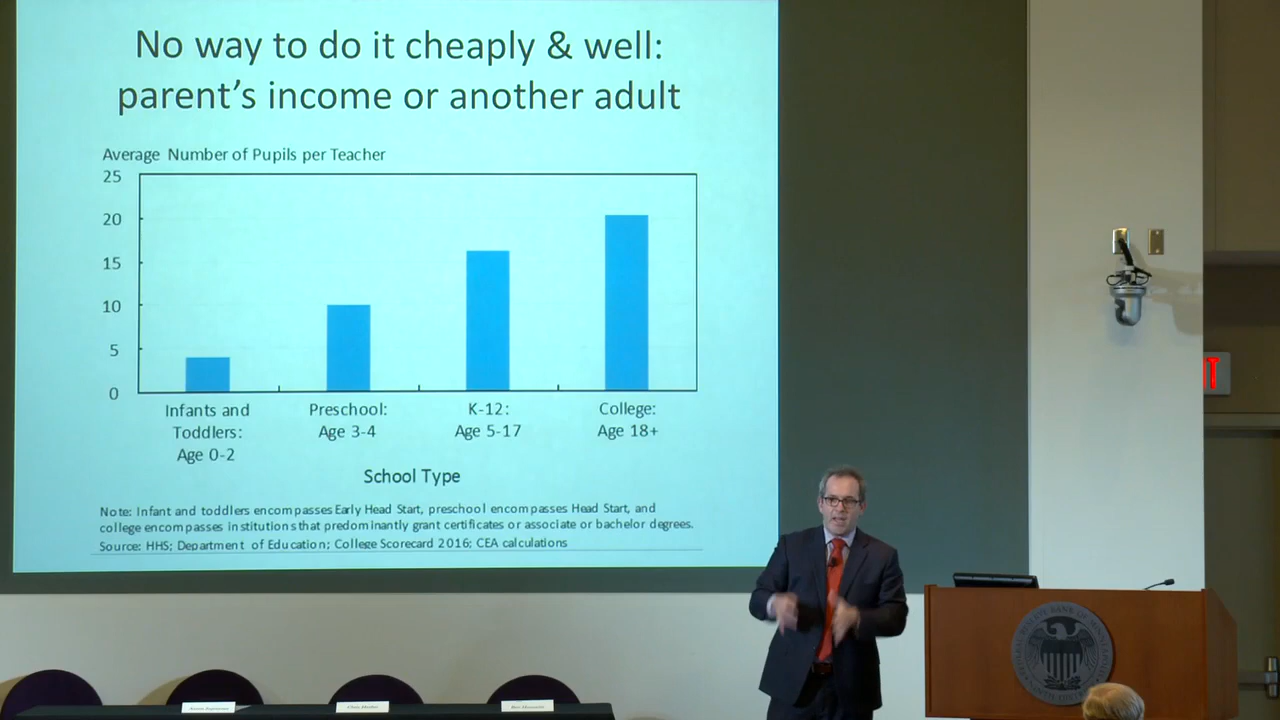 No way to do it cheaply & well:
parent's income or another adult
Average Number of Pupils per Teacher
25
20
15
10
5
0
Infants and
Toddlers:
Age 0-2
Preschool:
Age 3-4
K-12:
Age 5-17
College:
Age 18+
School Type
Note: Infant and toddlers encompasses Early Head Start, preschool encompasses Head Start, and
college encompasses institutions that predominantly grant certificates or associate or bachelor degrees.
Source: HHS; Department of Education; College Scorecard 2016; CEA calculations
IT